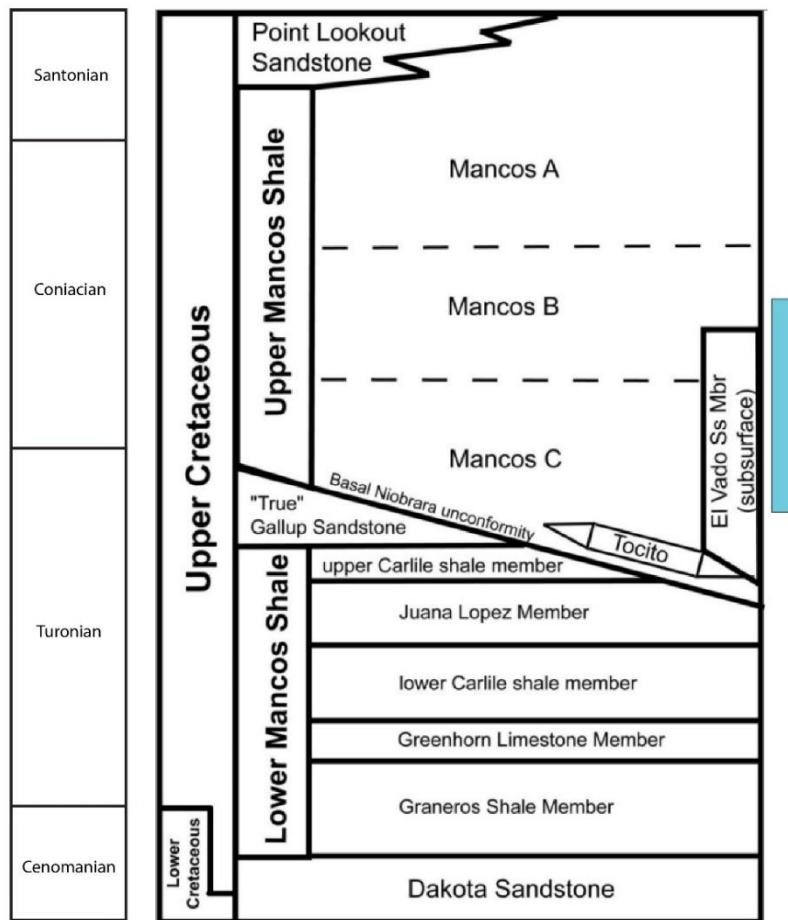 Santonian
Coniacian
Turonian
Cenomanian
Upper Cretaceous
Lower
Cretaceous
Point Lookout
Sandstone
Upper Mancos Shale
Mancos A
Mancos B
Mancos C
El Vado Ss Mbr
(subsurface)
Basal Niobrara unconformity
"True"
Gallup Sandstone
Tocito
Lower Mancos Shale
upper Carlile shale member
Juana Lopez Member
lower Carlile shale member
Greenhorn Limestone Member
Graneros Shale Member
Dakota Sandstone